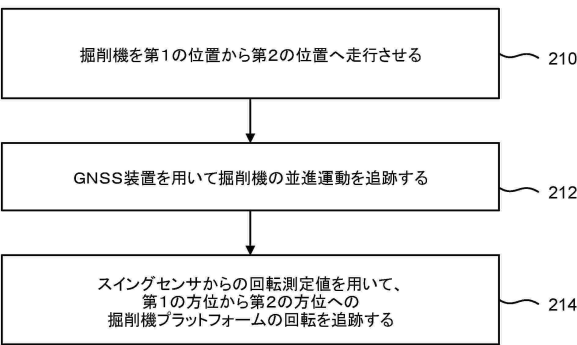 掘削機を第1の位置から第2の位置へ走行させる
210
GNSS装置を用いて掘削機の並進運動を追跡する
212
スイングセンサからの回転測定値を用いて、
第1の方位から第2の方位への
掘削機プラットフォームの回転を追跡する
214